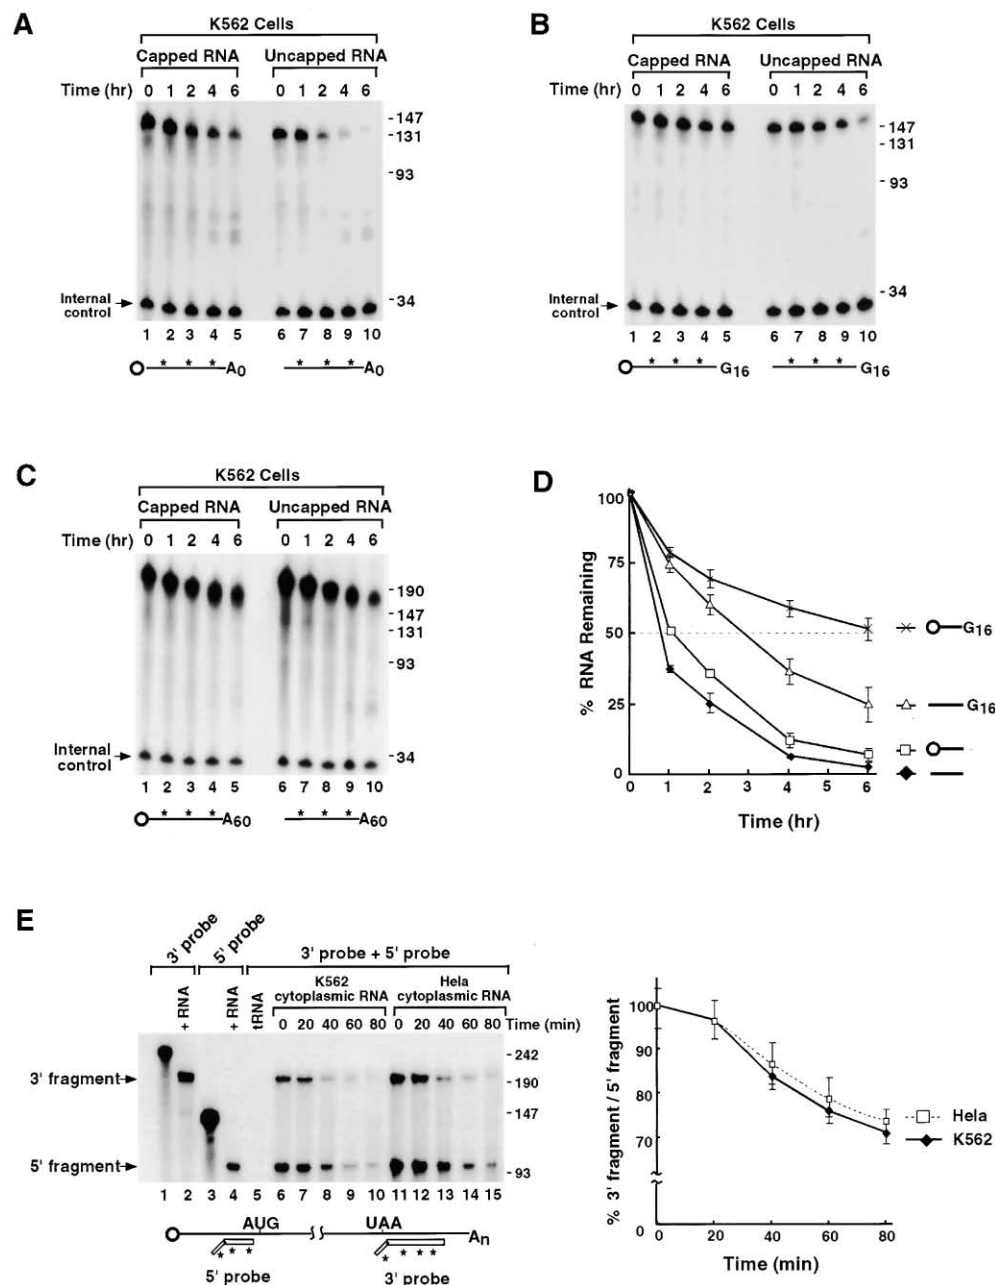 A
K562 Cells
Capped RNA Uncapped RNA
Time (hr) 0 1 2 4 6 0 1 2 4 6
-147
-131
-93
Internal control
-34
1 2 3 4 5 6 7 8 9 10
* * * A0 * * * A0
B
K562 Cells
Capped RNA Uncapped RNA
Time (hr) 0 1 2 4 6 0 1 2 4 6
-147
-131
-93
-34
Internal control
1 2 3 4 5 6 7 8 9 10
* * * G16 * * * G16
C
K562 Cells
Capped RNA Uncapped RNA
Time (hr) 0 1 2 4 6 0 1 2 4 6
-190
-147
-131
-93
Internal control
-34
1 2 3 4 5 6 7 8 9 10
* * * A60 * * * A60
D
% RNA Remaining
100
75
50
25
0
0 1 2 4 6
Time (hr)
G16
G16
E
3' probe 5' probe 3' probe + 5' probe
+ RNA + RNA tRNA
K562 cytoplasmic RNA
Hela cytoplasmic RNA
0 20 40 60 80 0 20 40 60 80 Time (min)
-242
3' fragment
-190
-147
5' fragment
-93
1 2 3 4 5 6 7 8 9 10 11 12 13 14 15
AUG UAA An
* * * * * * *
5' probe 3' probe
% 3' fragment / 5' fragment
100
90
80
70
0
0 20 40 60 80
Time (min)
Hela
K562